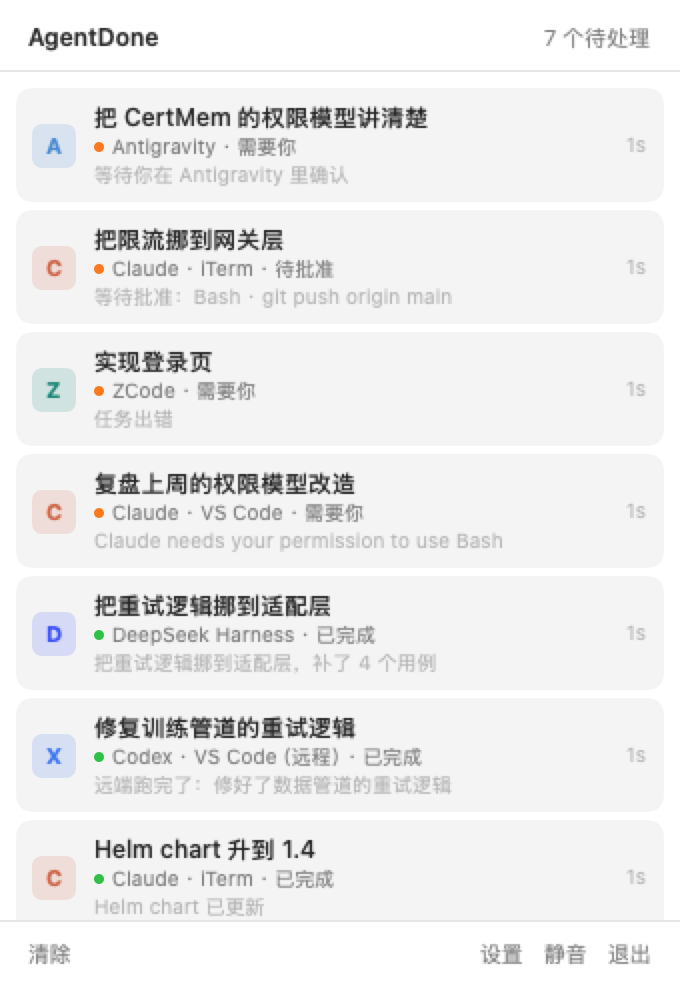 AgentDone
7 个待处理
A
把 CertMem 的权限模型讲清楚
Antigravity · 需要你
等待你在 Antigravity 里确认
1s
C
把限流挪到网关层
Claude · iTerm · 待批准
等待批准：Bash · git push origin main
1s
Z
实现登录页
ZCode · 需要你
任务出错
1s
C
复盘上周的权限模型改造
Claude · VS Code · 需要你
Claude needs your permission to use Bash
1s
D
把重试逻辑挪到适配层
DeepSeek Harness · 已完成
把重试逻辑挪到适配层，补了 4 个用例
1s
X
修复训练管道的重试逻辑
Codex · VS Code (远程) · 已完成
远端跑完了：修好了数据管道的重试逻辑
1s
C
Helm chart 升到 1.4
Claude · iTerm · 已完成
Helm chart 已更新
1s
清除
设置 静音 退出